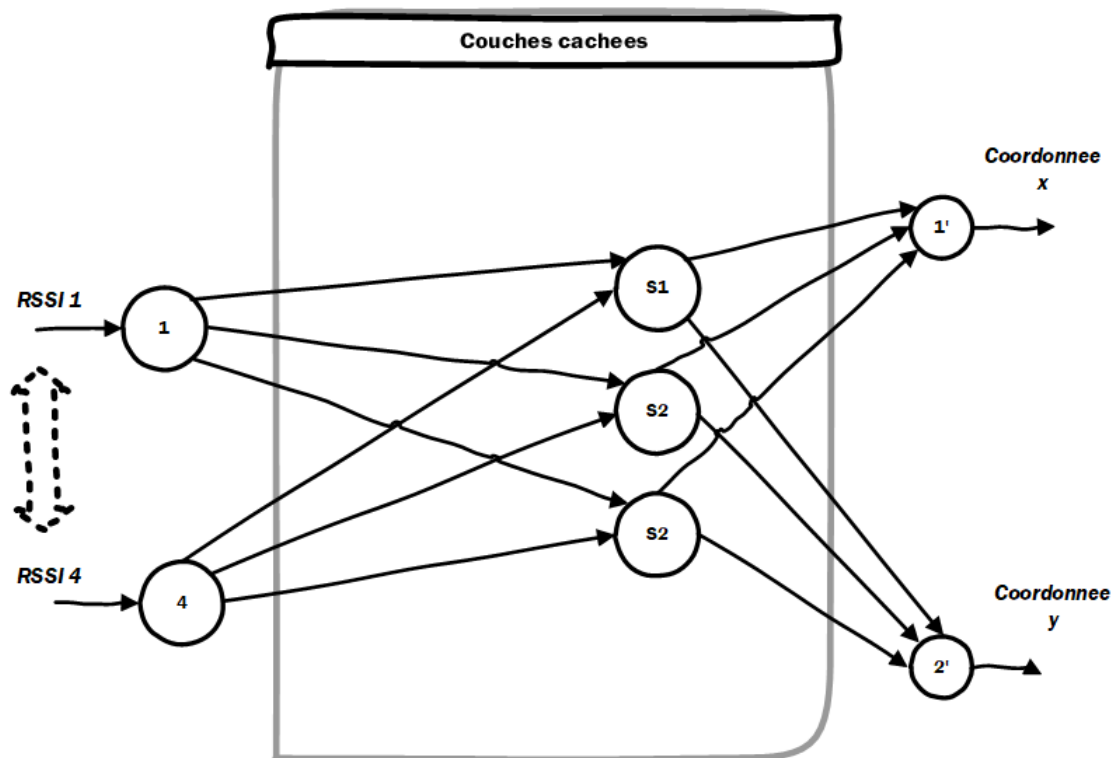 Couches cachees
Coordonnee
x
1'
S1
RSSI 1
1
S2
S2
RSSI 4
4
Coordonnee
y
2'